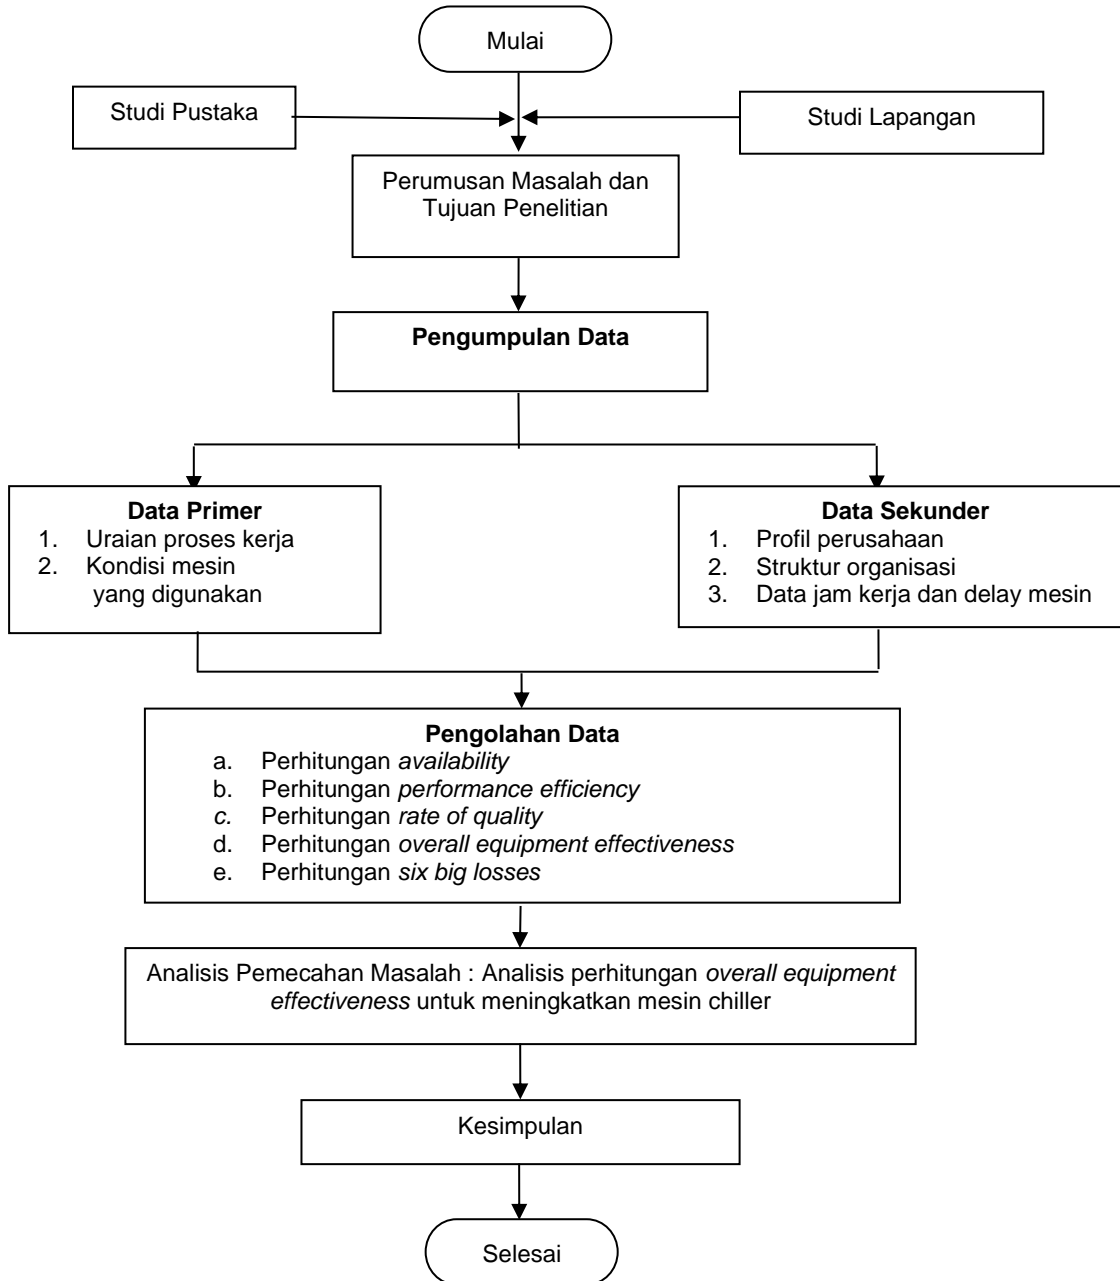 Mulai
Studi Pustaka
Studi Lapangan
Perumusan Masalah dan
Tujuan Penelitian
Pengumpulan Data
Data Primer
1. Uraian proses kerja
2. Kondisi mesin
yang digunakan
Data Sekunder
1. Profil perusahaan
2. Struktur organisasi
3. Data jam kerja dan delay mesin
Pengolahan Data
a. Perhitungan availability
b. Perhitungan performance efficiency
c. Perhitungan rate of quality
d. Perhitungan overall equipment effectiveness
e. Perhitungan six big losses
Analisis Pemecahan Masalah : Analisis perhitungan overall equipment
effectiveness untuk meningkatkan mesin chiller
Kesimpulan
Selesai